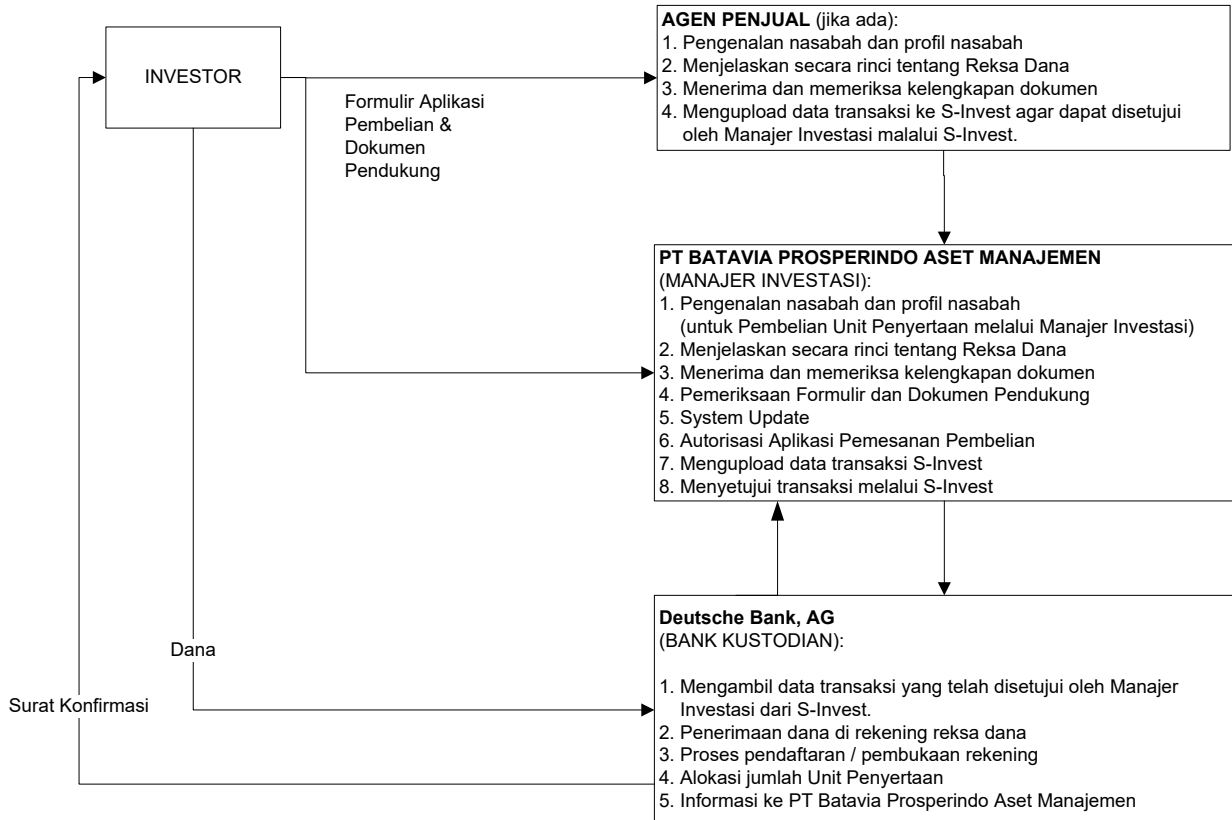 INVESTOR
Formulir Aplikasi
Pembelian &
Dokumen
Pendukung
AGEN PENJUAL (jika ada):
1. Pengenalan nasabah dan profil nasabah
2. Menjelaskan secara rinci tentang Reksa Dana
3. Menerima dan memeriksa kelengkapan dokumen
4. Mengupload data transaksi ke S-Invest agar dapat disetujui
oleh Manajer Investasi malalui S-Invest.
PT BATAVIA PROSPERINDO ASET MANAJEMEN
(MANAJER INVESTASI):
1. Pengenalan nasabah dan profil nasabah
(untuk Pembelian Unit Penyertaan melalui Manajer Investasi)
2. Menjelaskan secara rinci tentang Reksa Dana
3. Menerima dan memeriksa kelengkapan dokumen
4. Pemeriksaan Formulir dan Dokumen Pendukung
5. System Update
6. Autorisasi Aplikasi Pemesanan Pembelian
7. Mengupload data transaksi S-Invest
8. Menyetujui transaksi melalui S-Invest
Dana
Surat Konfirmasi
Deutsche Bank, AG
(BANK KUSTODIAN):
1. Mengambil data transaksi yang telah disetujui oleh Manajer
Investasi dari S-Invest.
2. Penerimaan dana di rekening reksa dana
3. Proses pendaftaran / pembukaan rekening
4. Alokasi jumlah Unit Penyertaan
5. Informasi ke PT Batavia Prosperindo Aset Manajemen